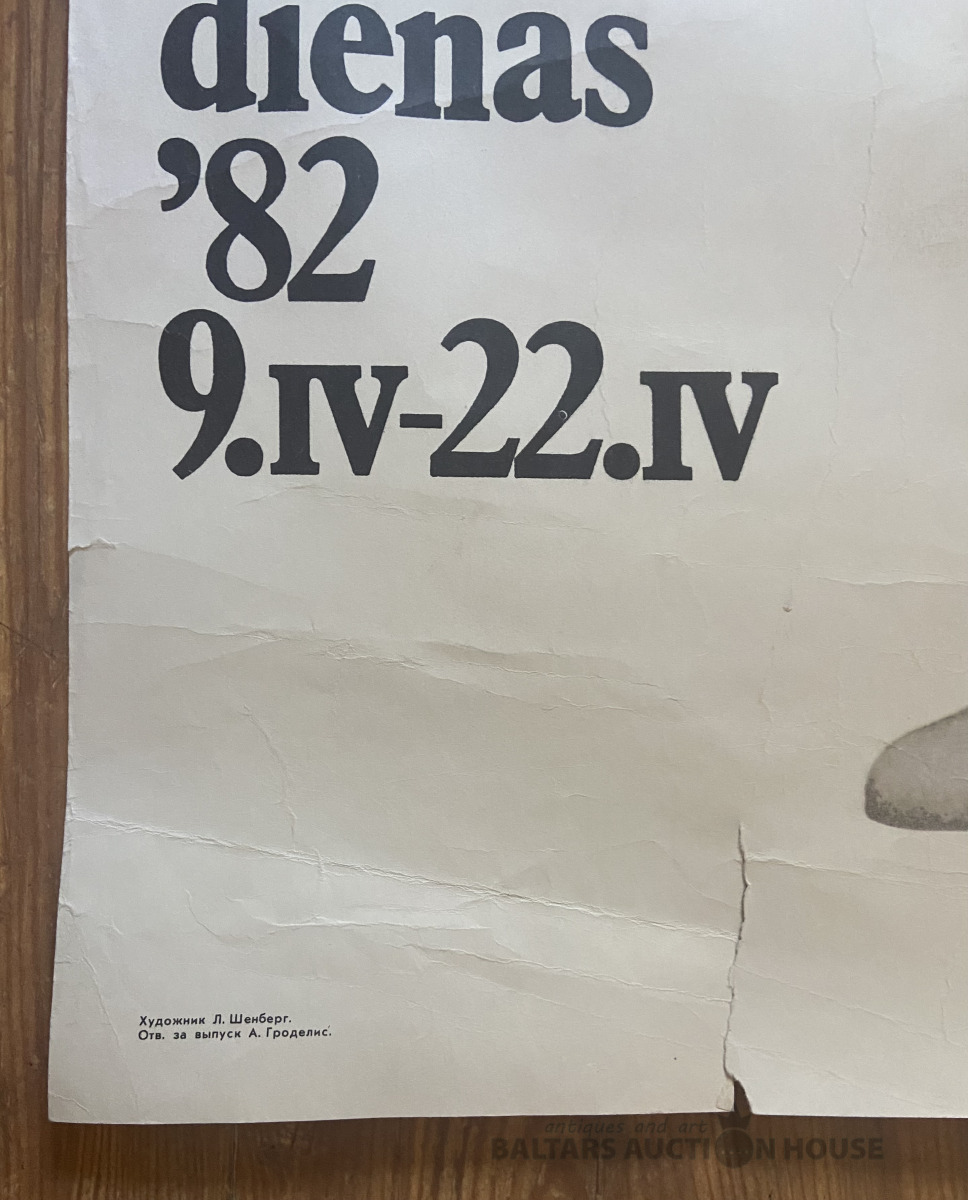 dienas
’82
9.IV-22.IV
Художник Л. Шенберг.
Отв. за выпуск А. Гроделис.
antiques and art
BALTARS AUCTION HOUSE